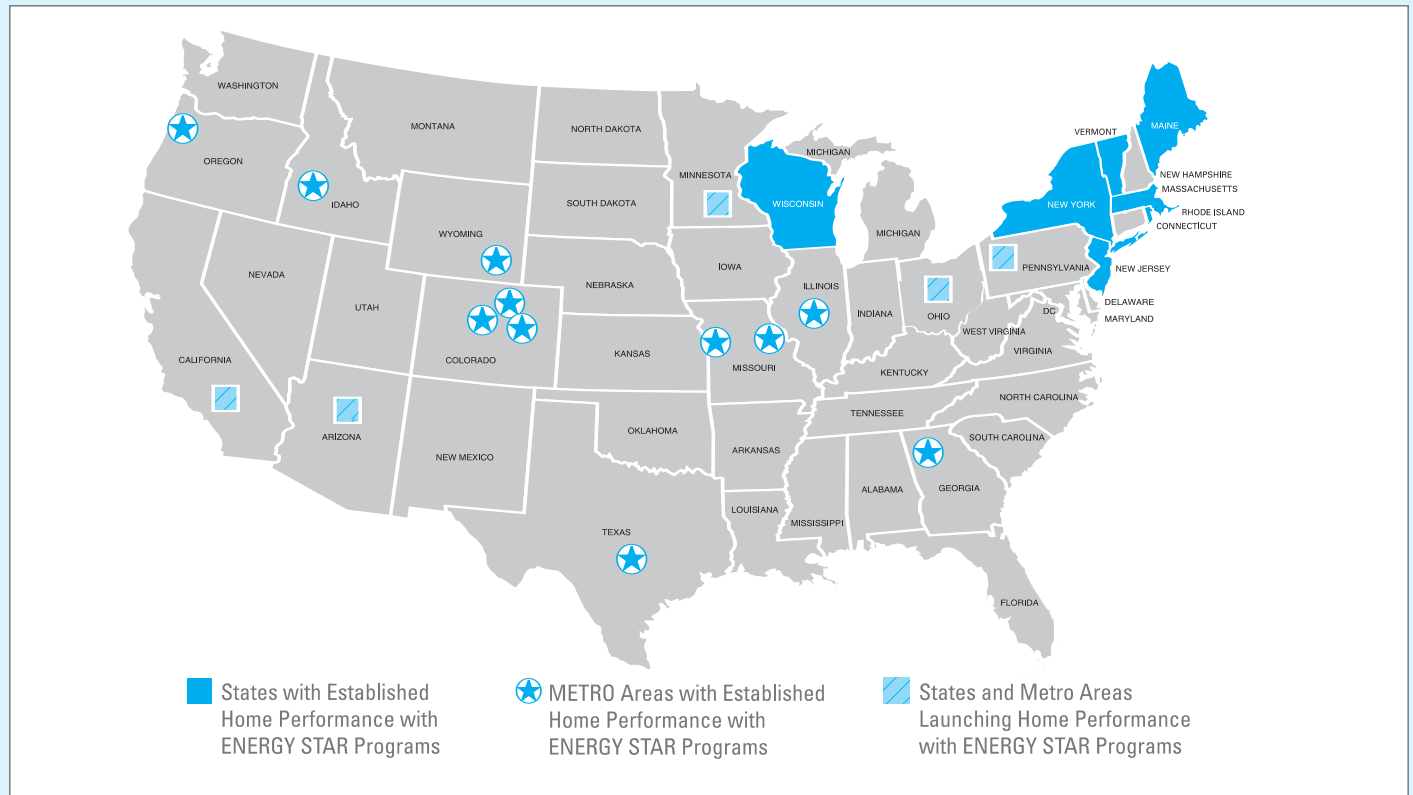 WASHINGTON
MONTANA
NORTH DAKOTA
MAINE
VERMONT
MICHIGAN
OREGON
MINNESOTA
NEW HAMPSHIRE
MASSACHUSETTS
IDAHO
SOUTH DAKOTA
WISCONSIN
NEW YORK
RHODE ISLAND
CONNECTICUT
WYOMING
MICHIGAN
NEVADA
IOWA
PENNSYLVANIA
NEW JERSEY
NEBRASKA
ILLINOIS
UTAH
INDIANA
OHIO
DC
DELAWARE
MARYLAND
WEST VIRGINIA
CALIFORNIA
COLORADO
KANSAS
MISSOURI
VIRGINIA
KENTUCKY
NORTH CAROLINA
TENNESSEE
ARIZONA
OKLAHOMA
SOUTH CAROLINA
NEW MEXICO
ARKANSAS
ALABAMA
GEORGIA
LOUISIANA
MISSISSIPPI
TEXAS
FLORIDA
States with Established
Home Performance with
ENERGY STAR Programs
METRO Areas with Established
Home Performance with
ENERGY STAR Programs
States and Metro Areas
Launching Home Performance
with ENERGY STAR Programs